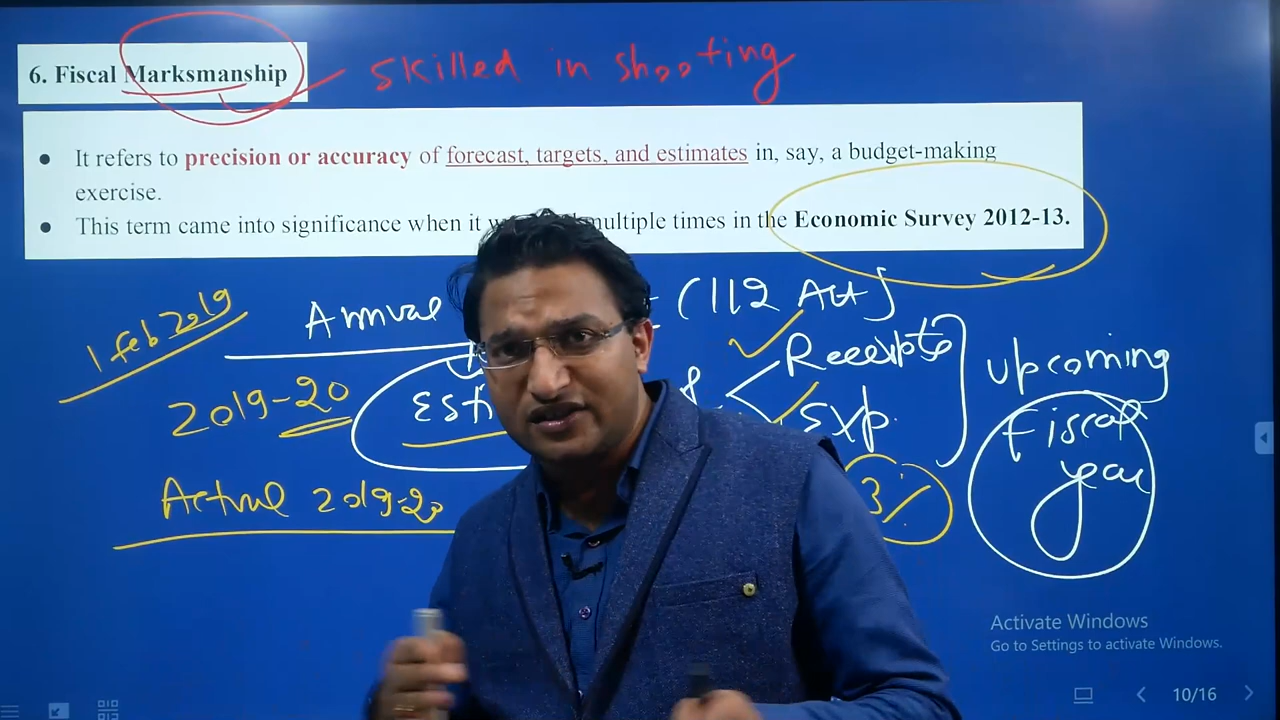 6. Fiscal Marksmanship
skilled in shooting
● It refers to precision or accuracy of forecast, targets, and estimates in, say, a budget-making
exercise.
● This term came into significance when it multiple times in the Economic Survey 2012-13.
1 Feb 2019
Annual (112 Art)
Receipts
upcoming
2019-20
Exp.
Fiscal
year
Actual 2019-20
3%
Activate Windows
Go to Settings to activate Windows.
10/16